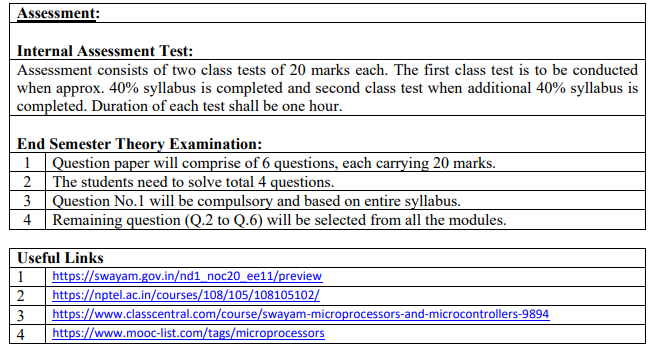 Assessment:
Internal Assessment Test:
Assessment consists of two class tests of 20 marks each. The first class test is to be conducted
when approx. 40% syllabus is completed and second class test when additional 40% syllabus is
completed. Duration of each test shall be one hour.
End Semester Theory Examination:
1 Question paper will comprise of 6 questions, each carrying 20 marks.
2 The students need to solve total 4 questions.
3 Question No.1 will be compulsory and based on entire syllabus.
4 Remaining question (Q.2 to Q.6) will be selected from all the modules.
Useful Links
1 https://swayam.gov.in/nd1_noc20_ee11/preview
2 https://nptel.ac.in/courses/108/105/108105102/
3 https://www.classcentral.com/course/swayam-microprocessors-and-microcontrollers-9894
4 https://www.mooc-list.com/tags/microprocessors